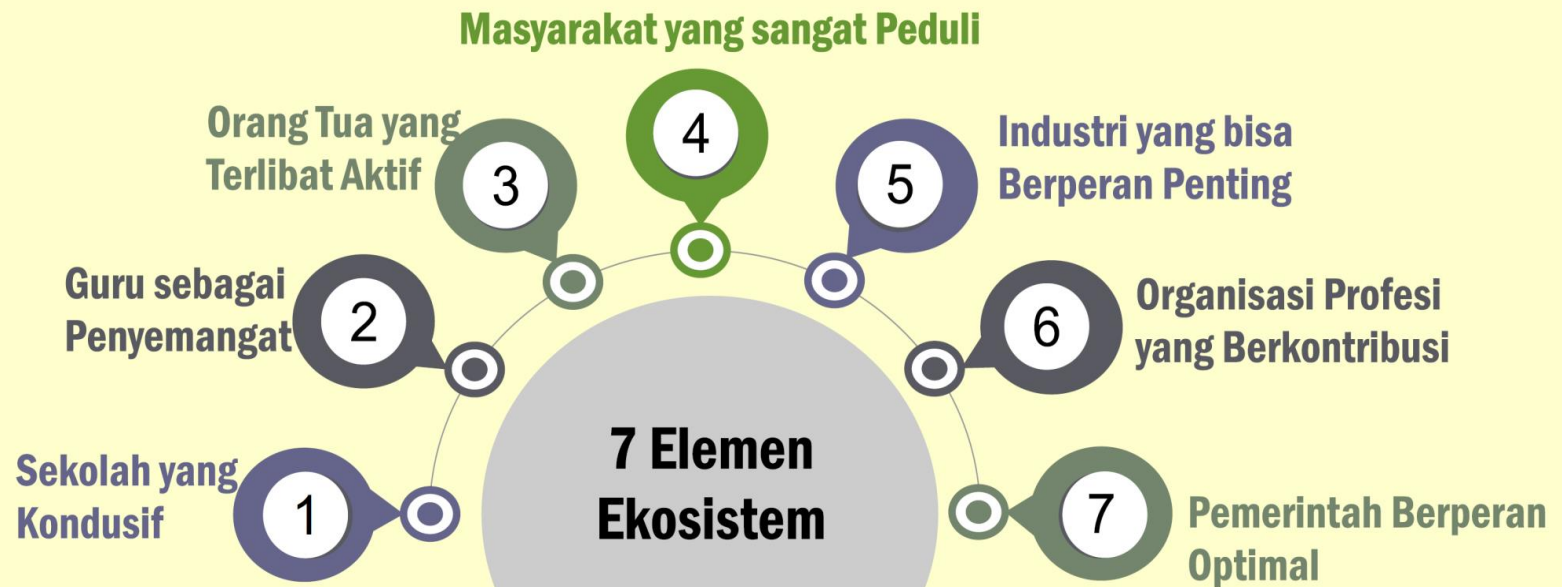 Masyarakat yang sangat Peduli
Orang Tua yang
Terlibat Aktif
3
4
5
Industri yang bisa
Berperan Penting
Guru sebagai
Penyemangat
2
6
Organisasi Profesi
yang Berkontribusi
7 Elemen
Ekosistem
Sekolah yang
Kondusif
1
7
Pemerintah Berperan
Optimal